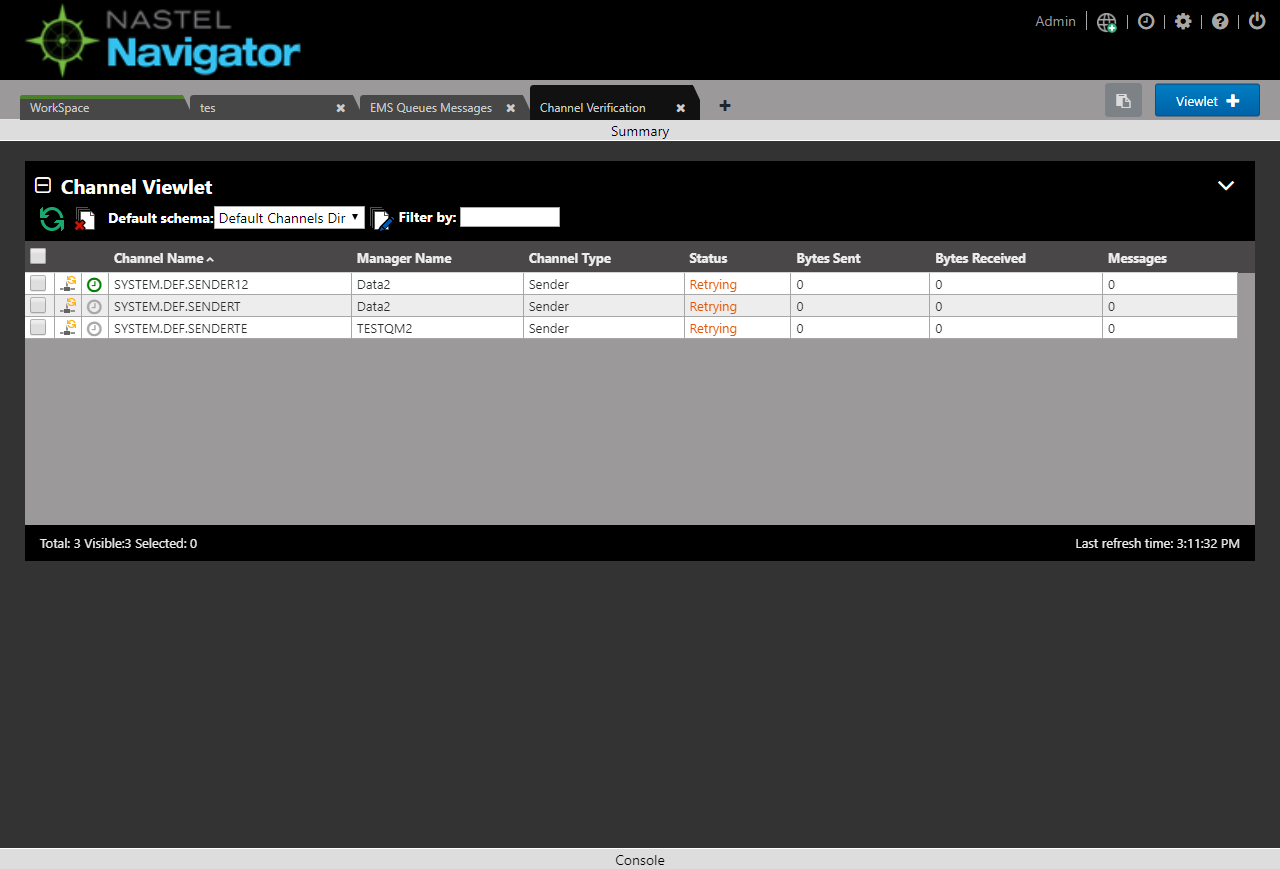 NASTEL
Navigator
Admin
WorkSpace
tes
EMS Queues Messages
Channel Verification
Viewlet
Summary
Channel Viewlet
Default schema: Default Channels Dir Filter by:
Channel Name Manager Name Channel Type Status Bytes Sent Bytes Received Messages
SYSTEM.DEF.SENDER12 Data2 Sender Retrying 0 0 0
SYSTEM.DEF.SENDERT Data2 Sender Retrying 0 0 0
SYSTEM.DEF.SENDERTE TESTQM2 Sender Retrying 0 0 0
Total: 3 Visible:3 Selected: 0 Last refresh time: 3:11:32 PM
Console